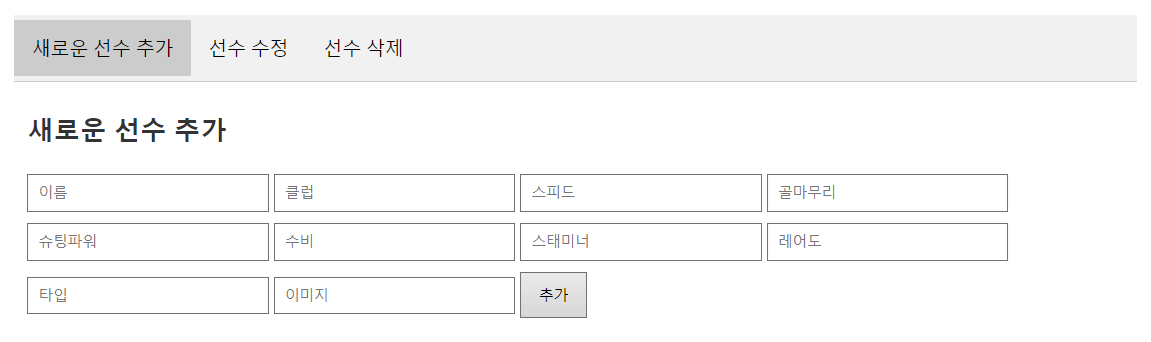 새로운 선수 추가 선수 수정 선수 삭제
새로운 선수 추가
이름 클럽 스피드 골마무리
슈팅파워 수비 스태미너 레어도
타입 이미지 추가